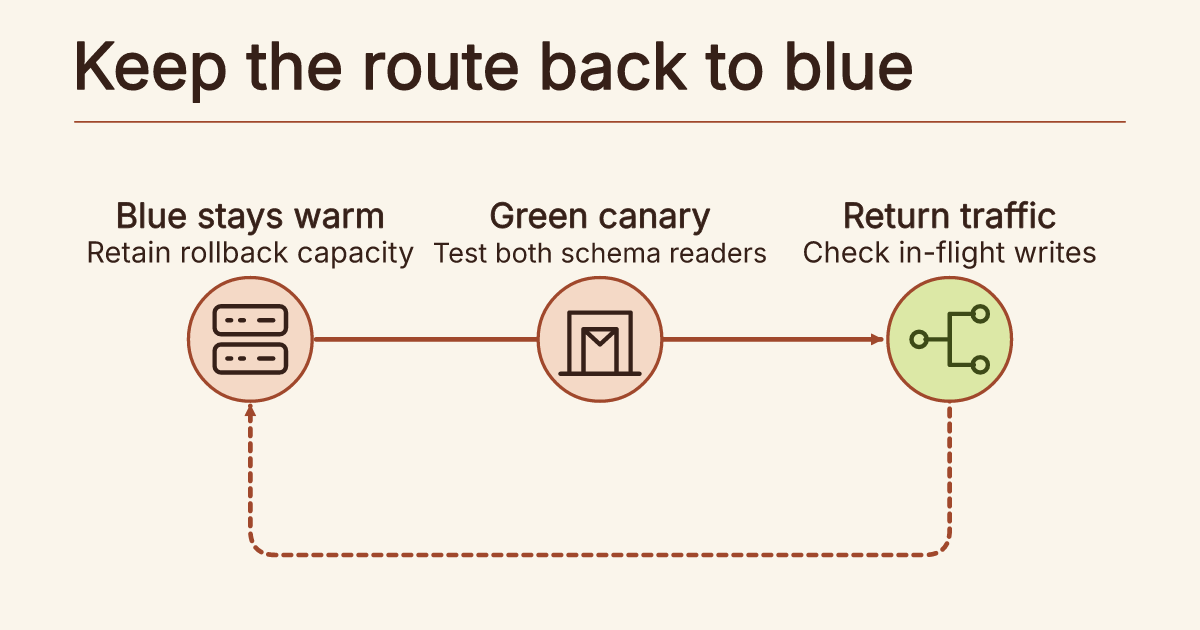 Keep the route back to blue
Blue stays warm
Retain rollback capacity
Green canary
Test both schema readers
Return traffic
Check in-flight writes